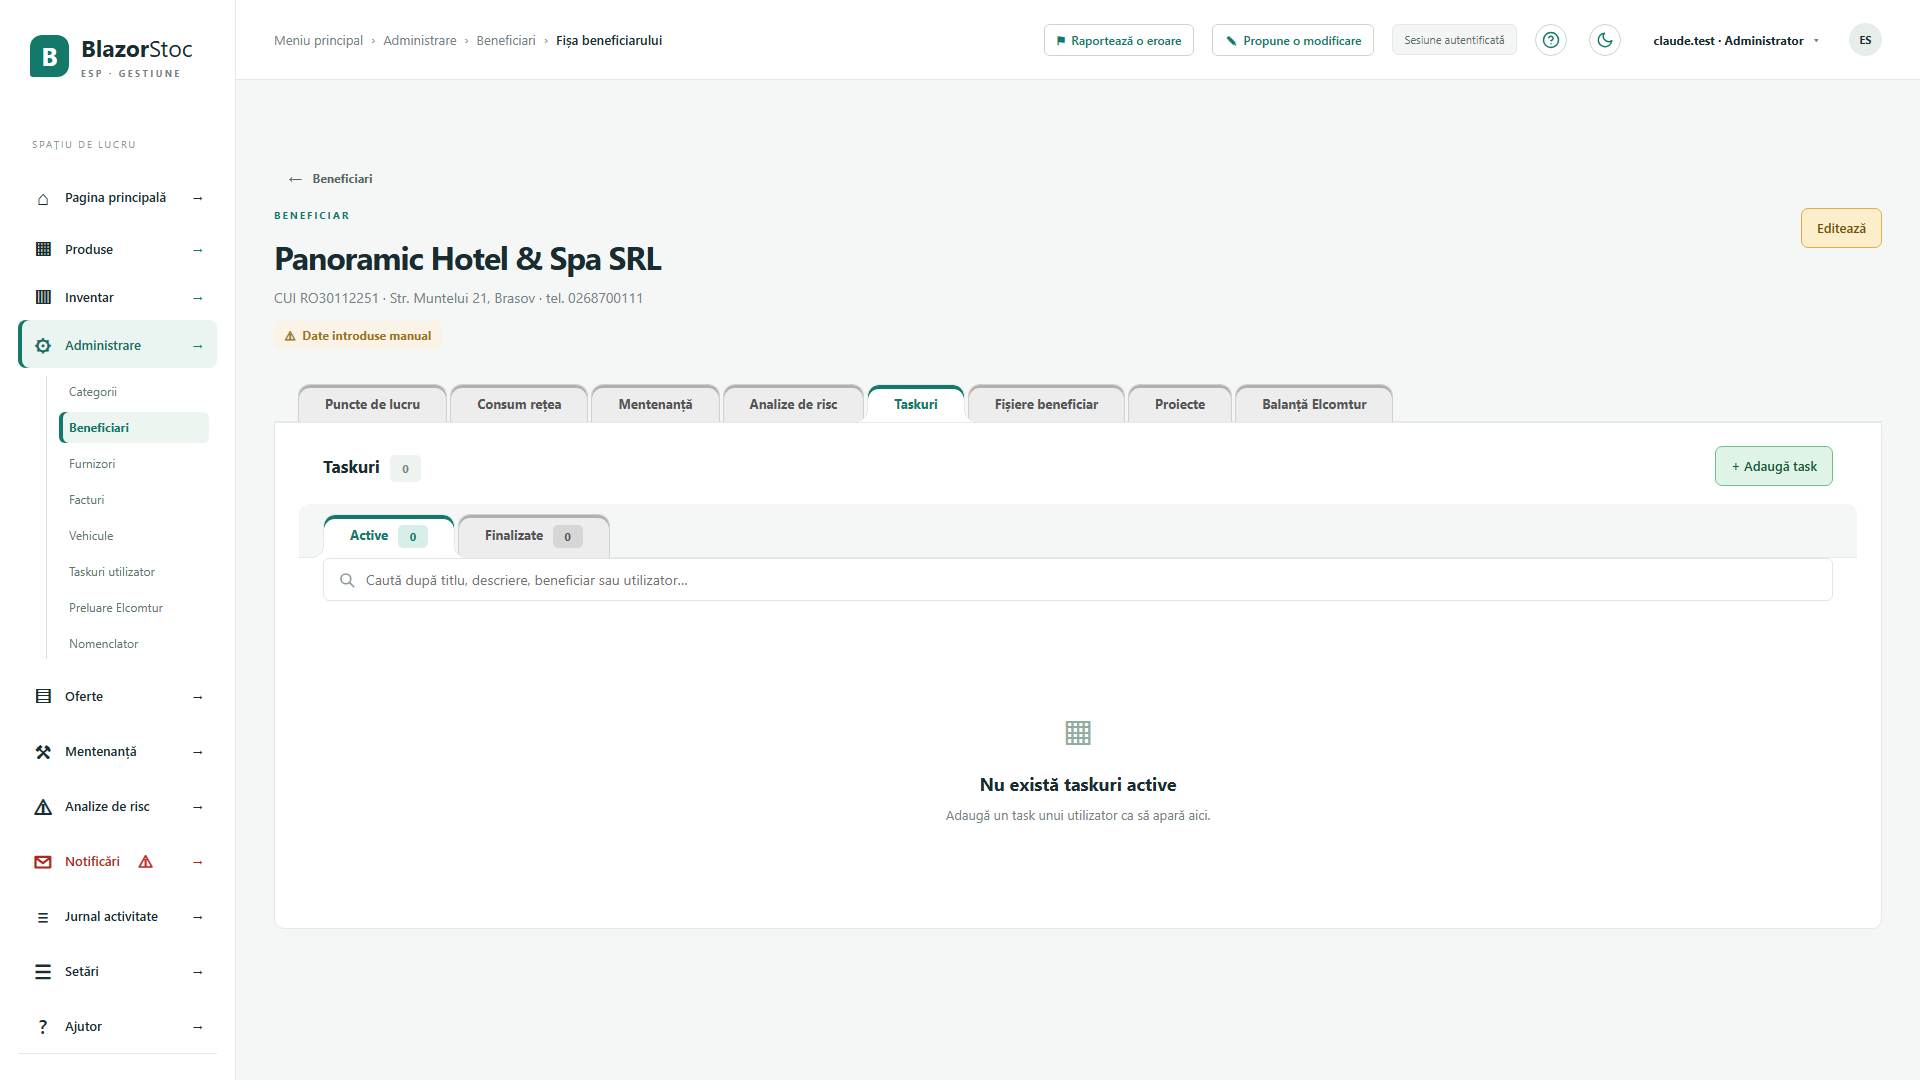 B BlazorStoc
ESP · GESTIUNE
Meniu principal › Administrare › Beneficiari › Fișa beneficiarului
Raportează o eroare
Propune o modificare
Sesiune autentificată
claude.test · Administrator
ES
SPAȚIU DE LUCRU
Pagina principală →
Produse →
Inventar →
Administrare →
Categorii
Beneficiari
Furnizori
Facturi
Vehicule
Taskuri utilizator
Preluare Elcomtur
Nomenclator
Oferte →
Mentenanță →
Analize de risc →
Notificări →
Jurnal activitate →
Setări →
? Ajutor →
← Beneficiari
BENEFICIAR
Panoramic Hotel & Spa SRL
CUI RO30112251 · Str. Muntelui 21, Brasov · tel. 0268700111
Date introduse manual
Editează
Puncte de lucru
Consum rețea
Mentenanță
Analize de risc
Taskuri
Fișiere beneficiar
Proiecte
Balanță Elcomtur
Taskuri 0
+ Adaugă task
Active 0
Finalizate 0
Caută după titlu, descriere, beneficiar sau utilizator...
Nu există taskuri active
Adaugă un task unui utilizator ca să apară aici.